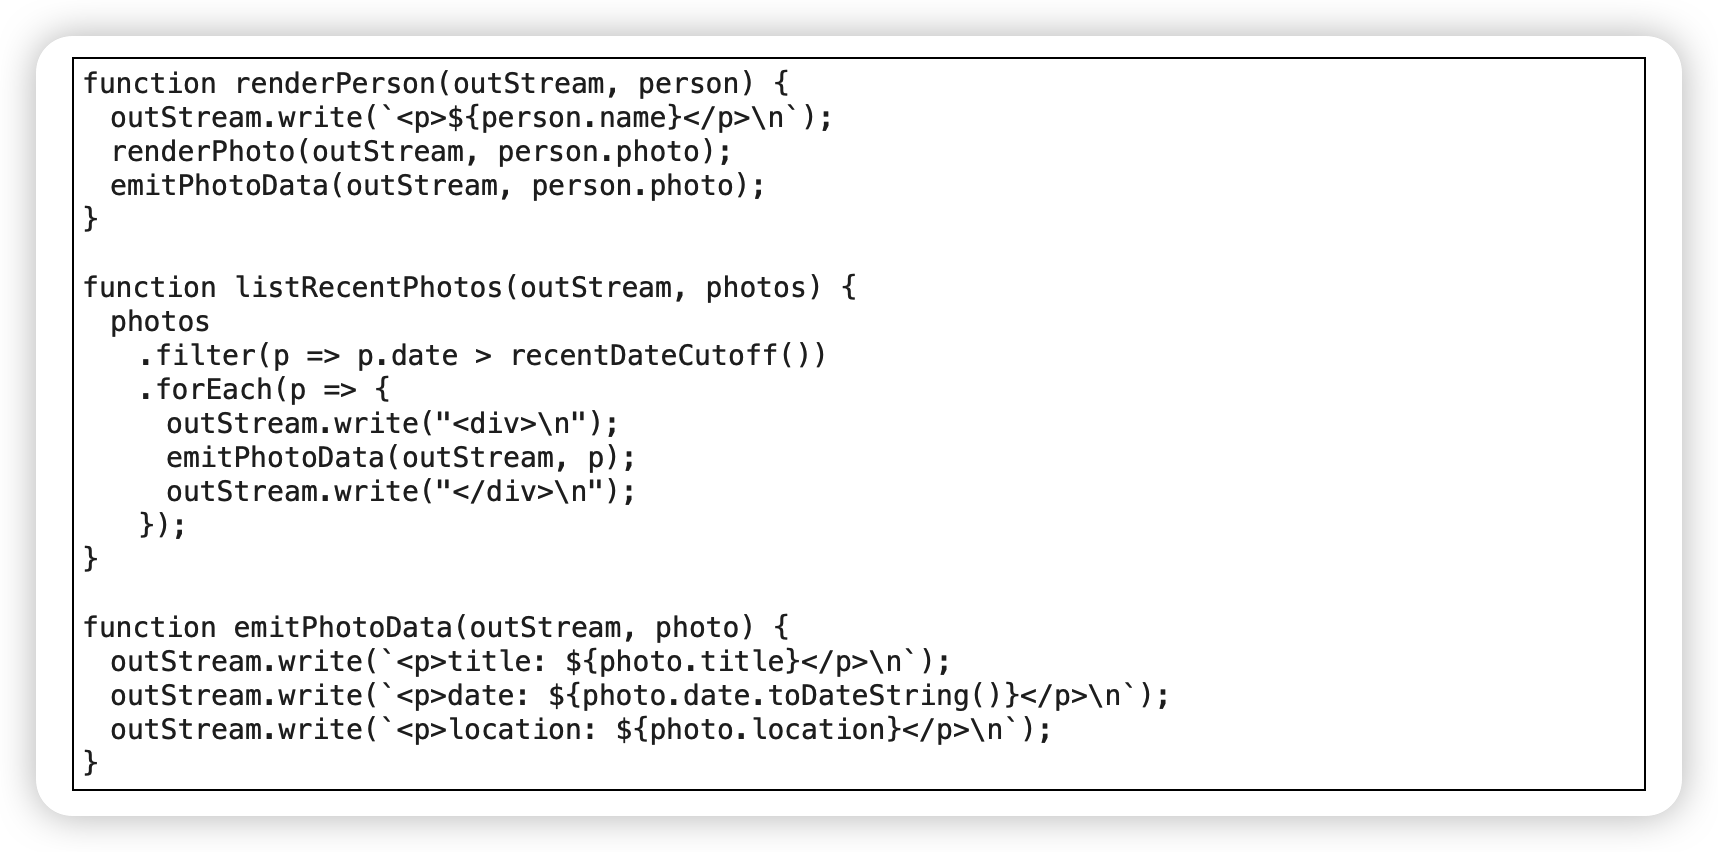 function renderPerson(outStream, person) {
  outStream.write(`<p>${person.name}</p>\n`);
  renderPhoto(outStream, person.photo);
  emitPhotoData(outStream, person.photo);
}

function listRecentPhotos(outStream, photos) {
  photos
    .filter(p => p.date > recentDateCutoff())
    .forEach(p => {
      outStream.write("<div>\n");
      emitPhotoData(outStream, p);
      outStream.write("</div>\n");
    });
}

function emitPhotoData(outStream, photo) {
  outStream.write(`<p>title: ${photo.title}</p>\n`);
  outStream.write(`<p>date: ${photo.date.toDateString()}</p>\n`);
  outStream.write(`<p>location: ${photo.location}</p>\n`);
}